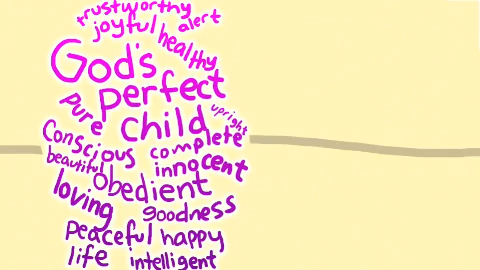 trustworthy
joyful alert
healthy
God's
perfect
pure child upright
Conscious complete
beautiful innocent
loving obedient
goodness
peaceful happy
life intelligent